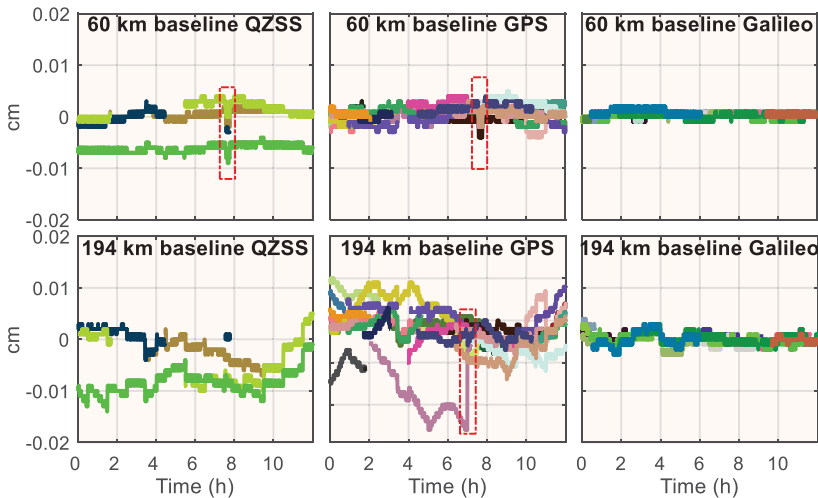 60 km baseline QZSS
60 km baseline GPS
60 km baseline Galileo
0.02
0.01
0
-0.01
-0.02
cm
194 km baseline QZSS
194 km baseline GPS
194 km baseline Galileo
0.02
0.01
0
-0.01
-0.02
cm
0 2 4 6 8 10
0 2 4 6 8 10
0 2 4 6 8 10
Time (h)
Time (h)
Time (h)